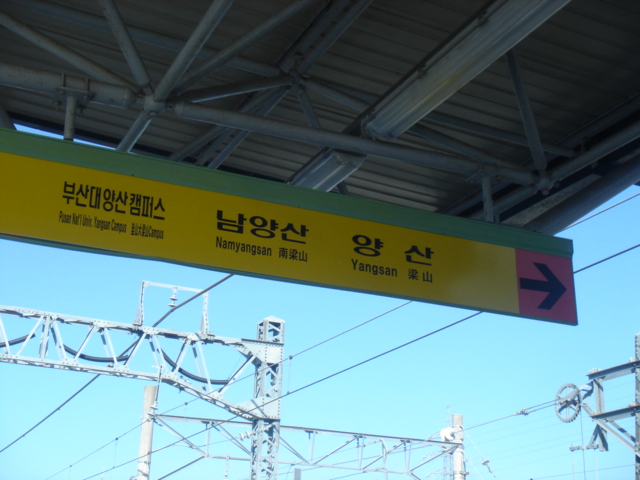 부산대양산캠퍼스
Pusan Nat'l Univ. Yangsan Campus 釜山大梁山Campus
남양산
Namyangsan 南梁山
양 산
Yangsan 梁山